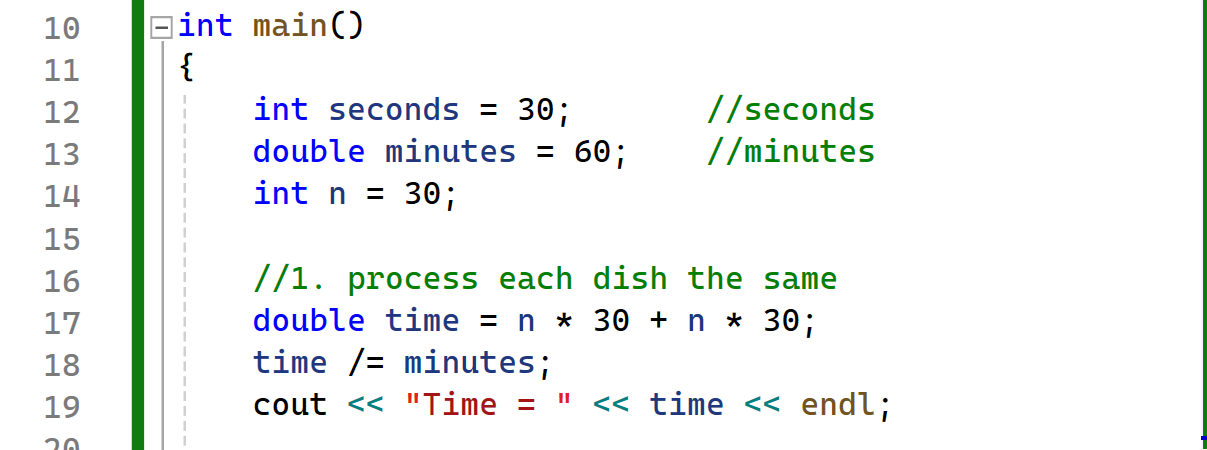 10 int main()
11 {
12 int seconds = 30; //seconds
13 double minutes = 60; //minutes
14 int n = 30;
15
16 //1. process each dish the same
17 double time = n * 30 + n * 30;
18 time /= minutes;
19 cout << "Time = " << time << endl;
20